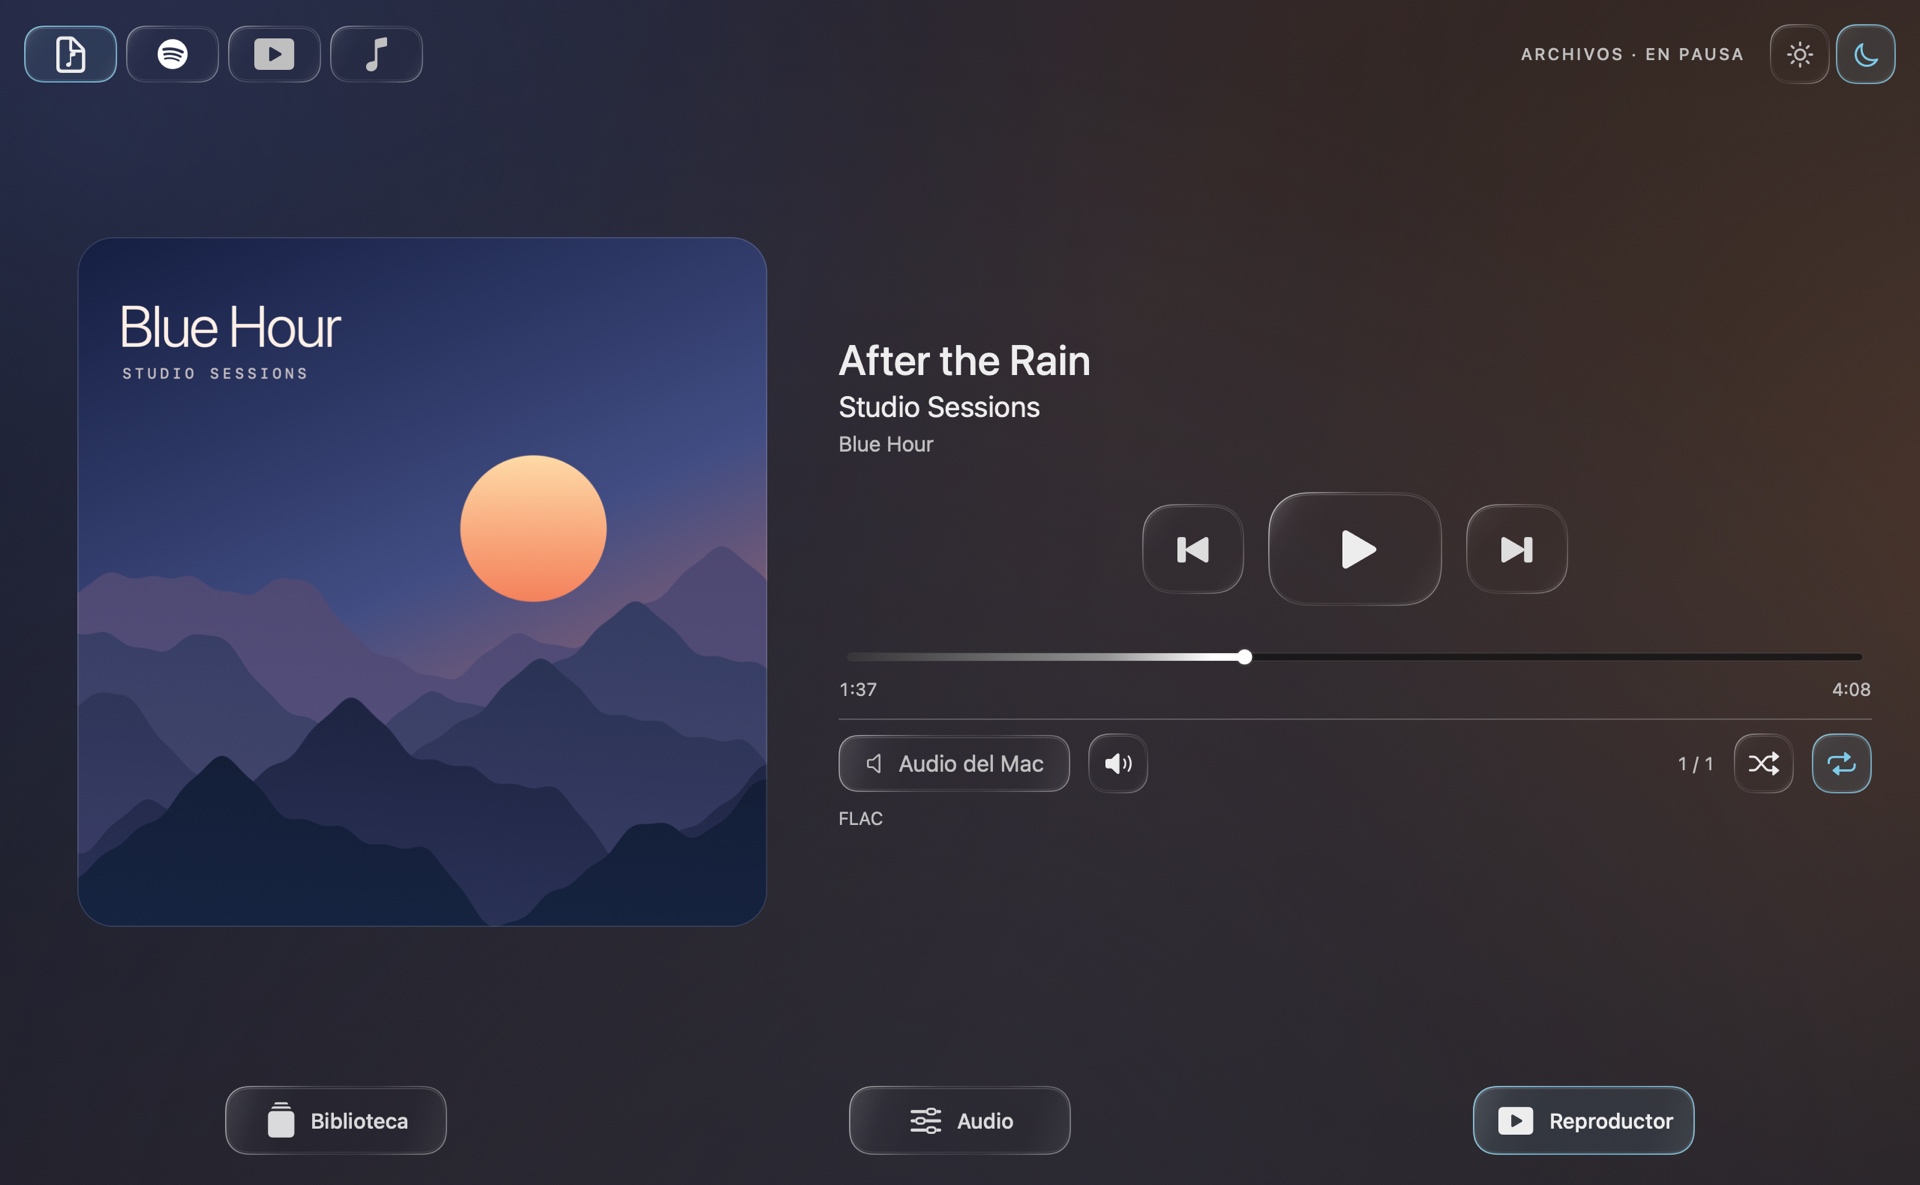 ARCHIVOS · EN PAUSA
Blue Hour
STUDIO SESSIONS
After the Rain
Studio Sessions
Blue Hour
1:37
4:08
Audio del Mac
1 / 1
FLAC
Biblioteca
Audio
Reproductor